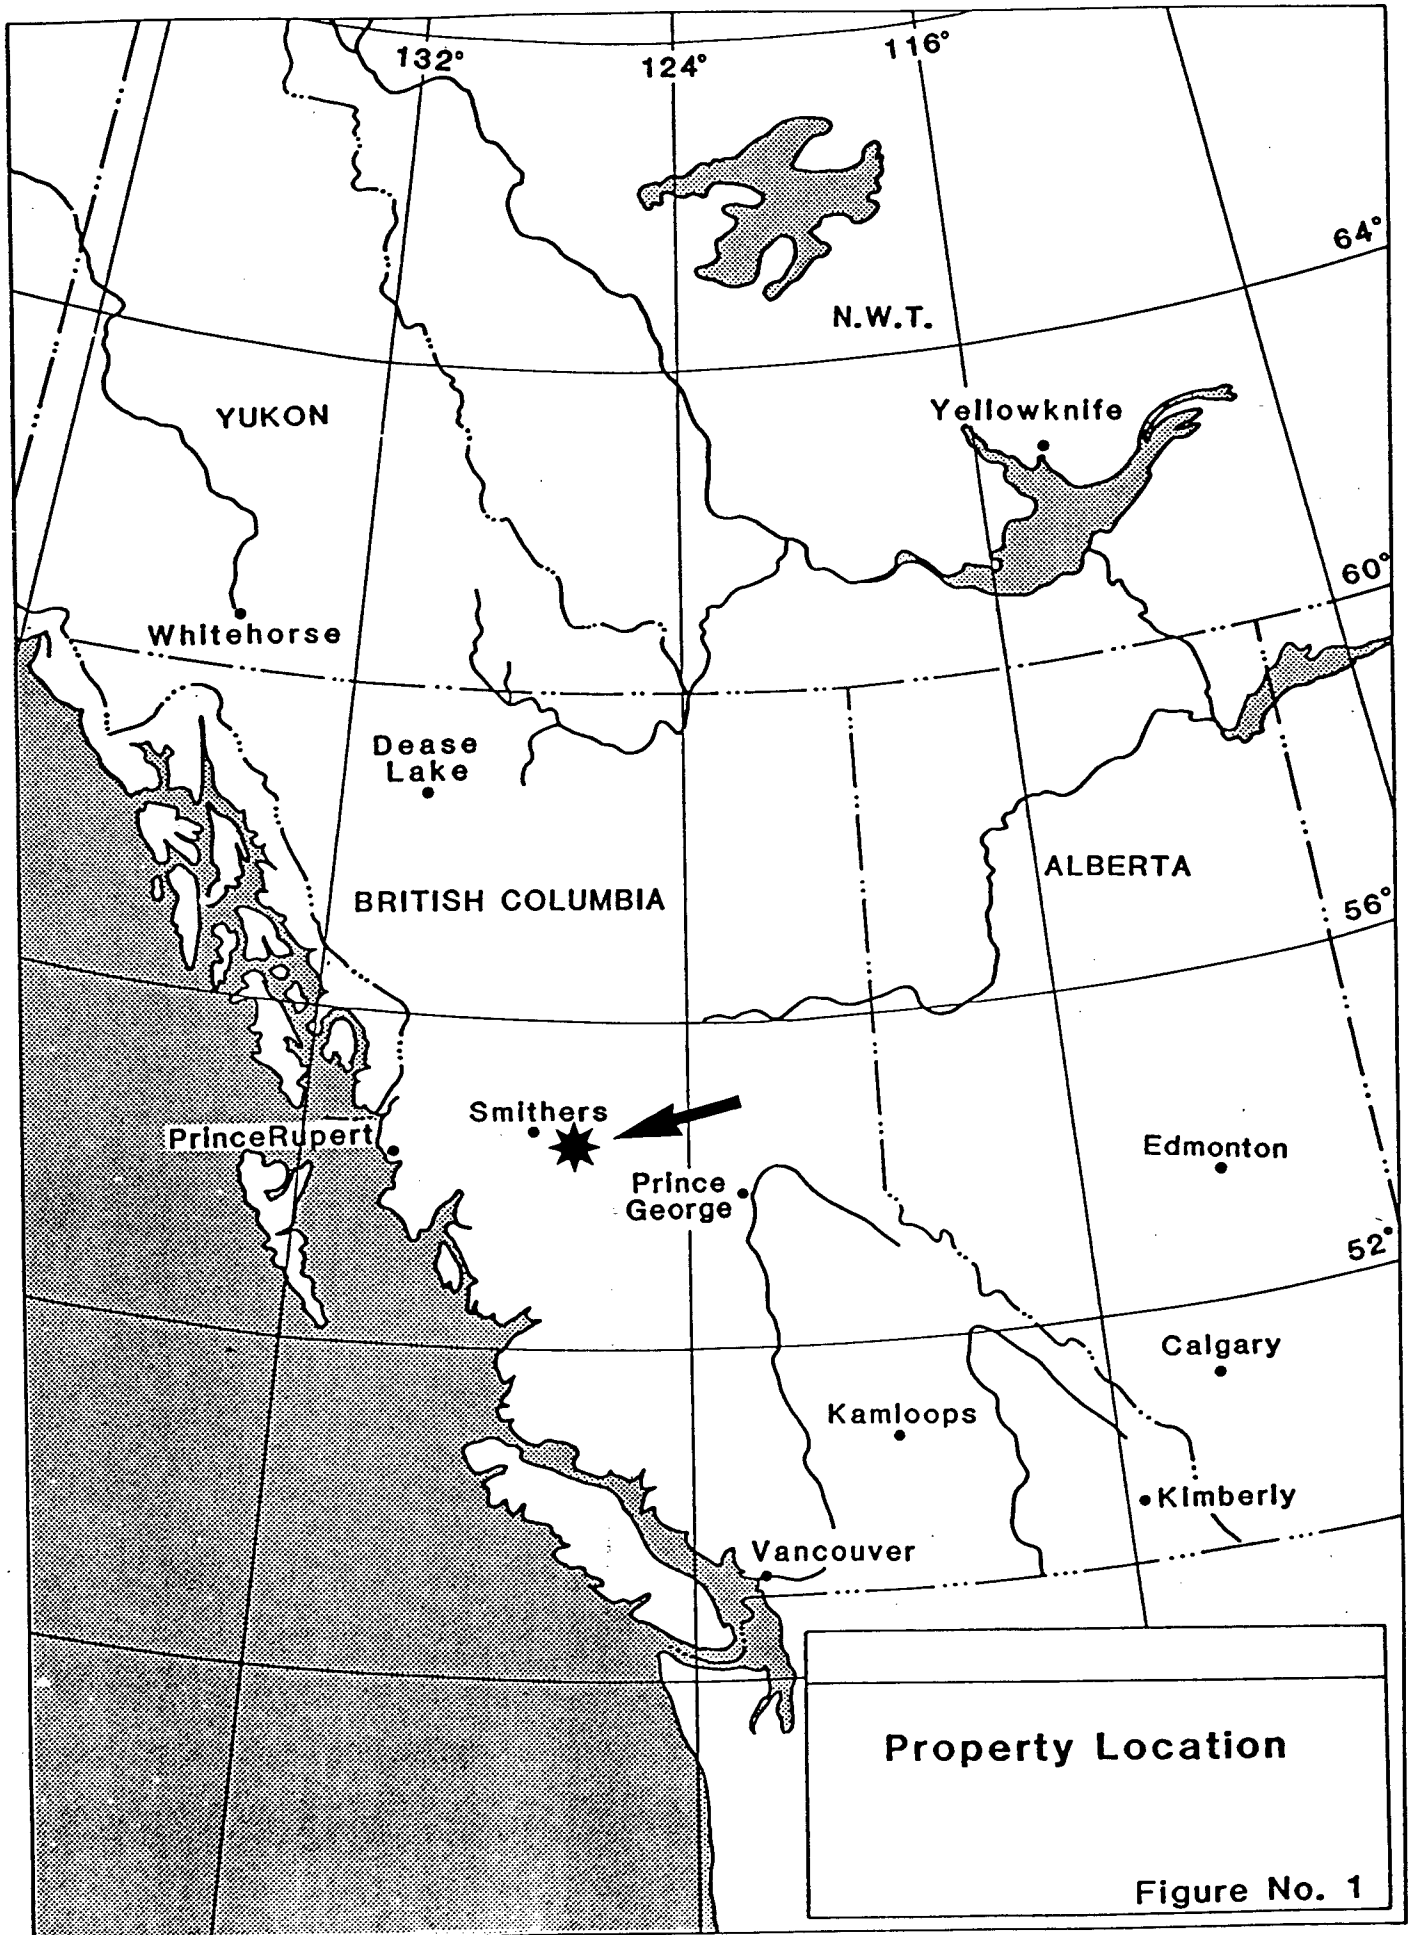 132°
124°
116°
64°
N.W.T.
YUKON
Yellowknife
60°
Whitehorse
Dease
Lake
ALBERTA
BRITISH COLUMBIA
56°
Smithers
PrinceRupert
Edmonton
Prince
George
52°
Calgary
Kamloops
Kimberly
Vancouver
Property Location
Figure No. 1